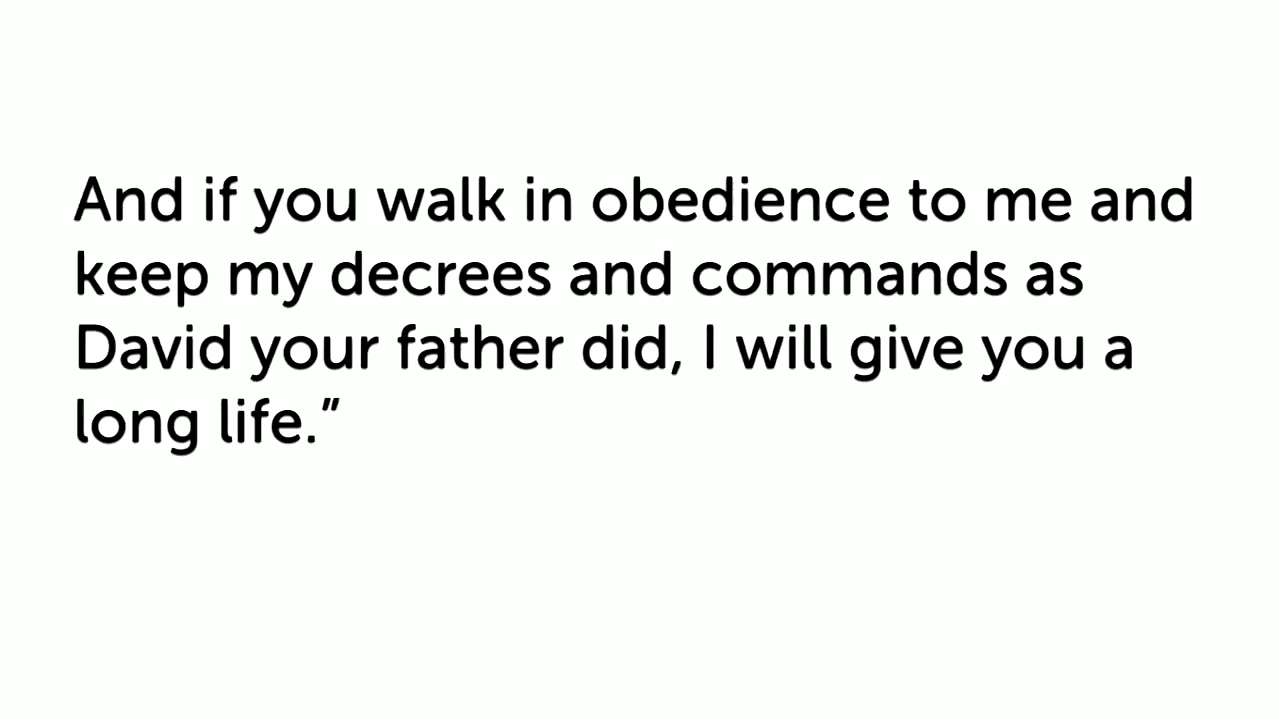 And if you walk in obedience to me and
keep my decrees and commands as
David your father did, I will give you a
long life.”